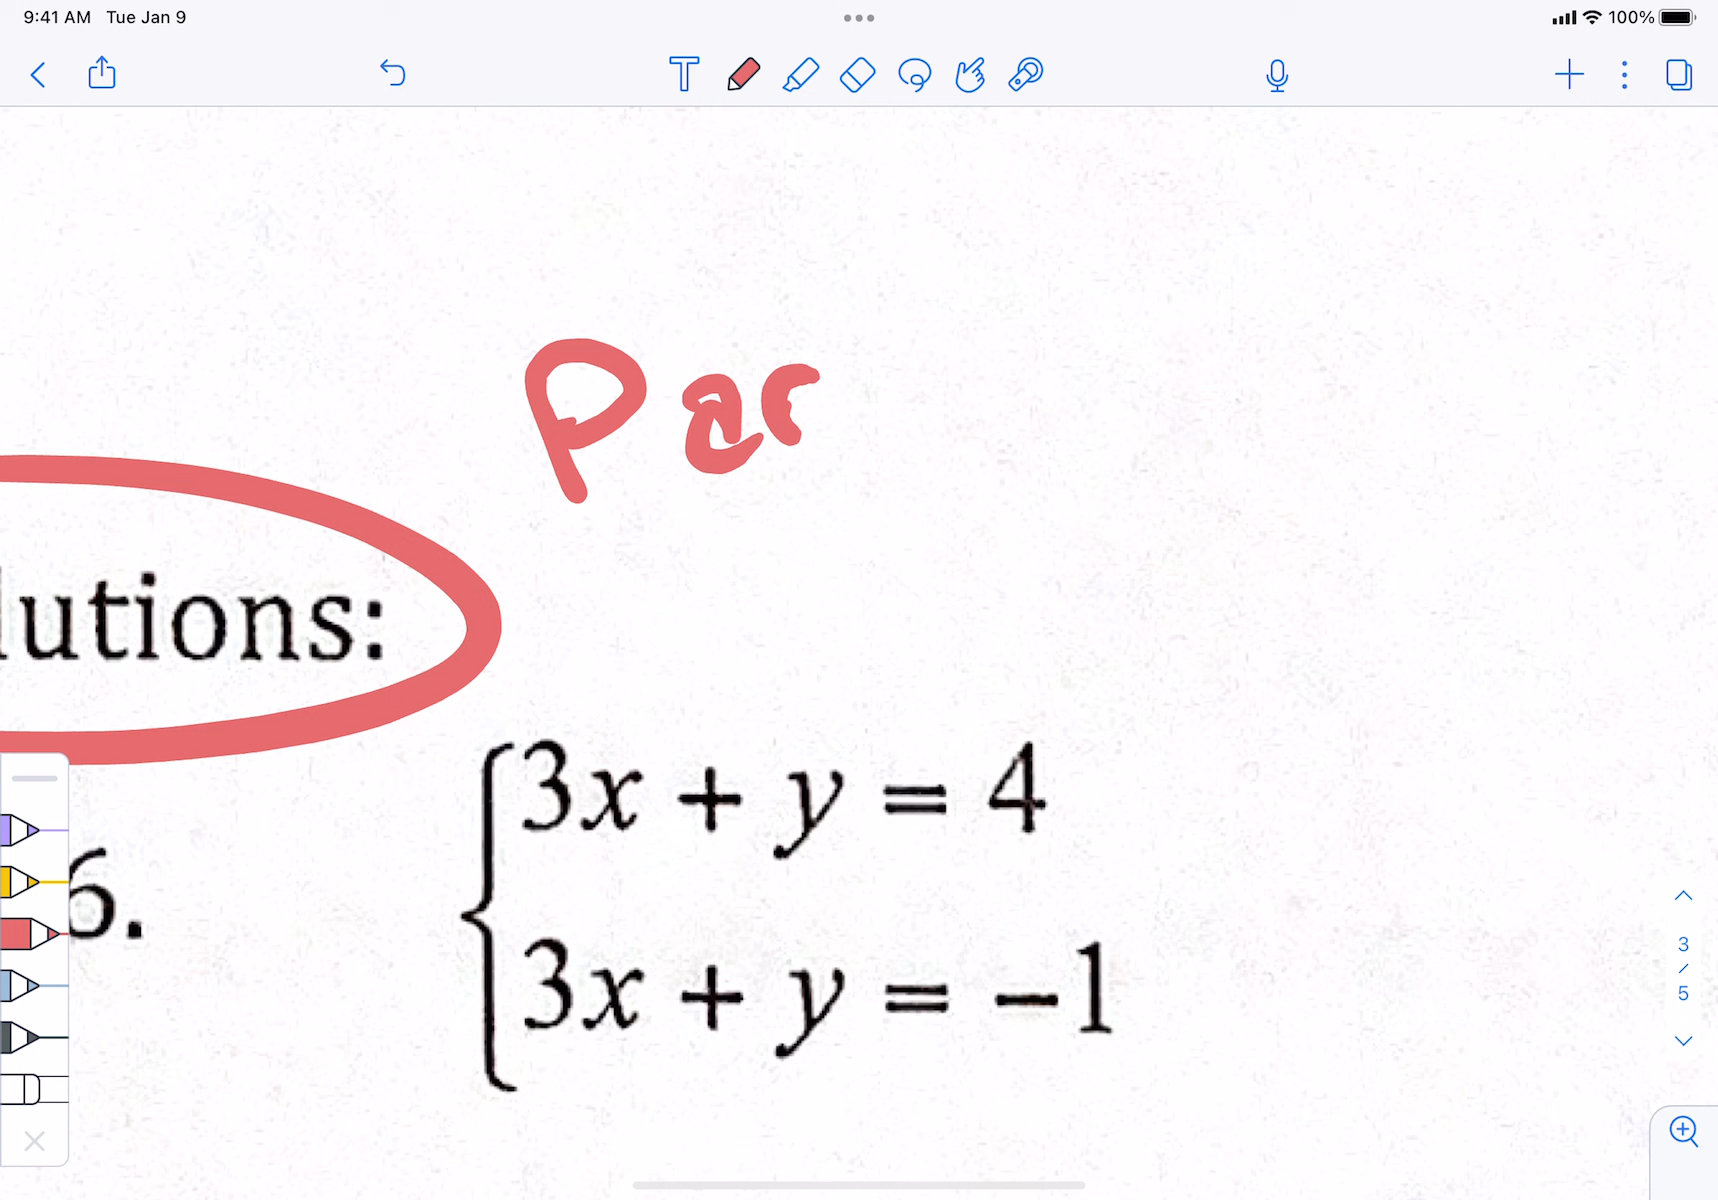 9:41 AM Tue Jan 9
100%
Par
lutions:
6.
3x + y = 4
3x + y = −1
3
/
5